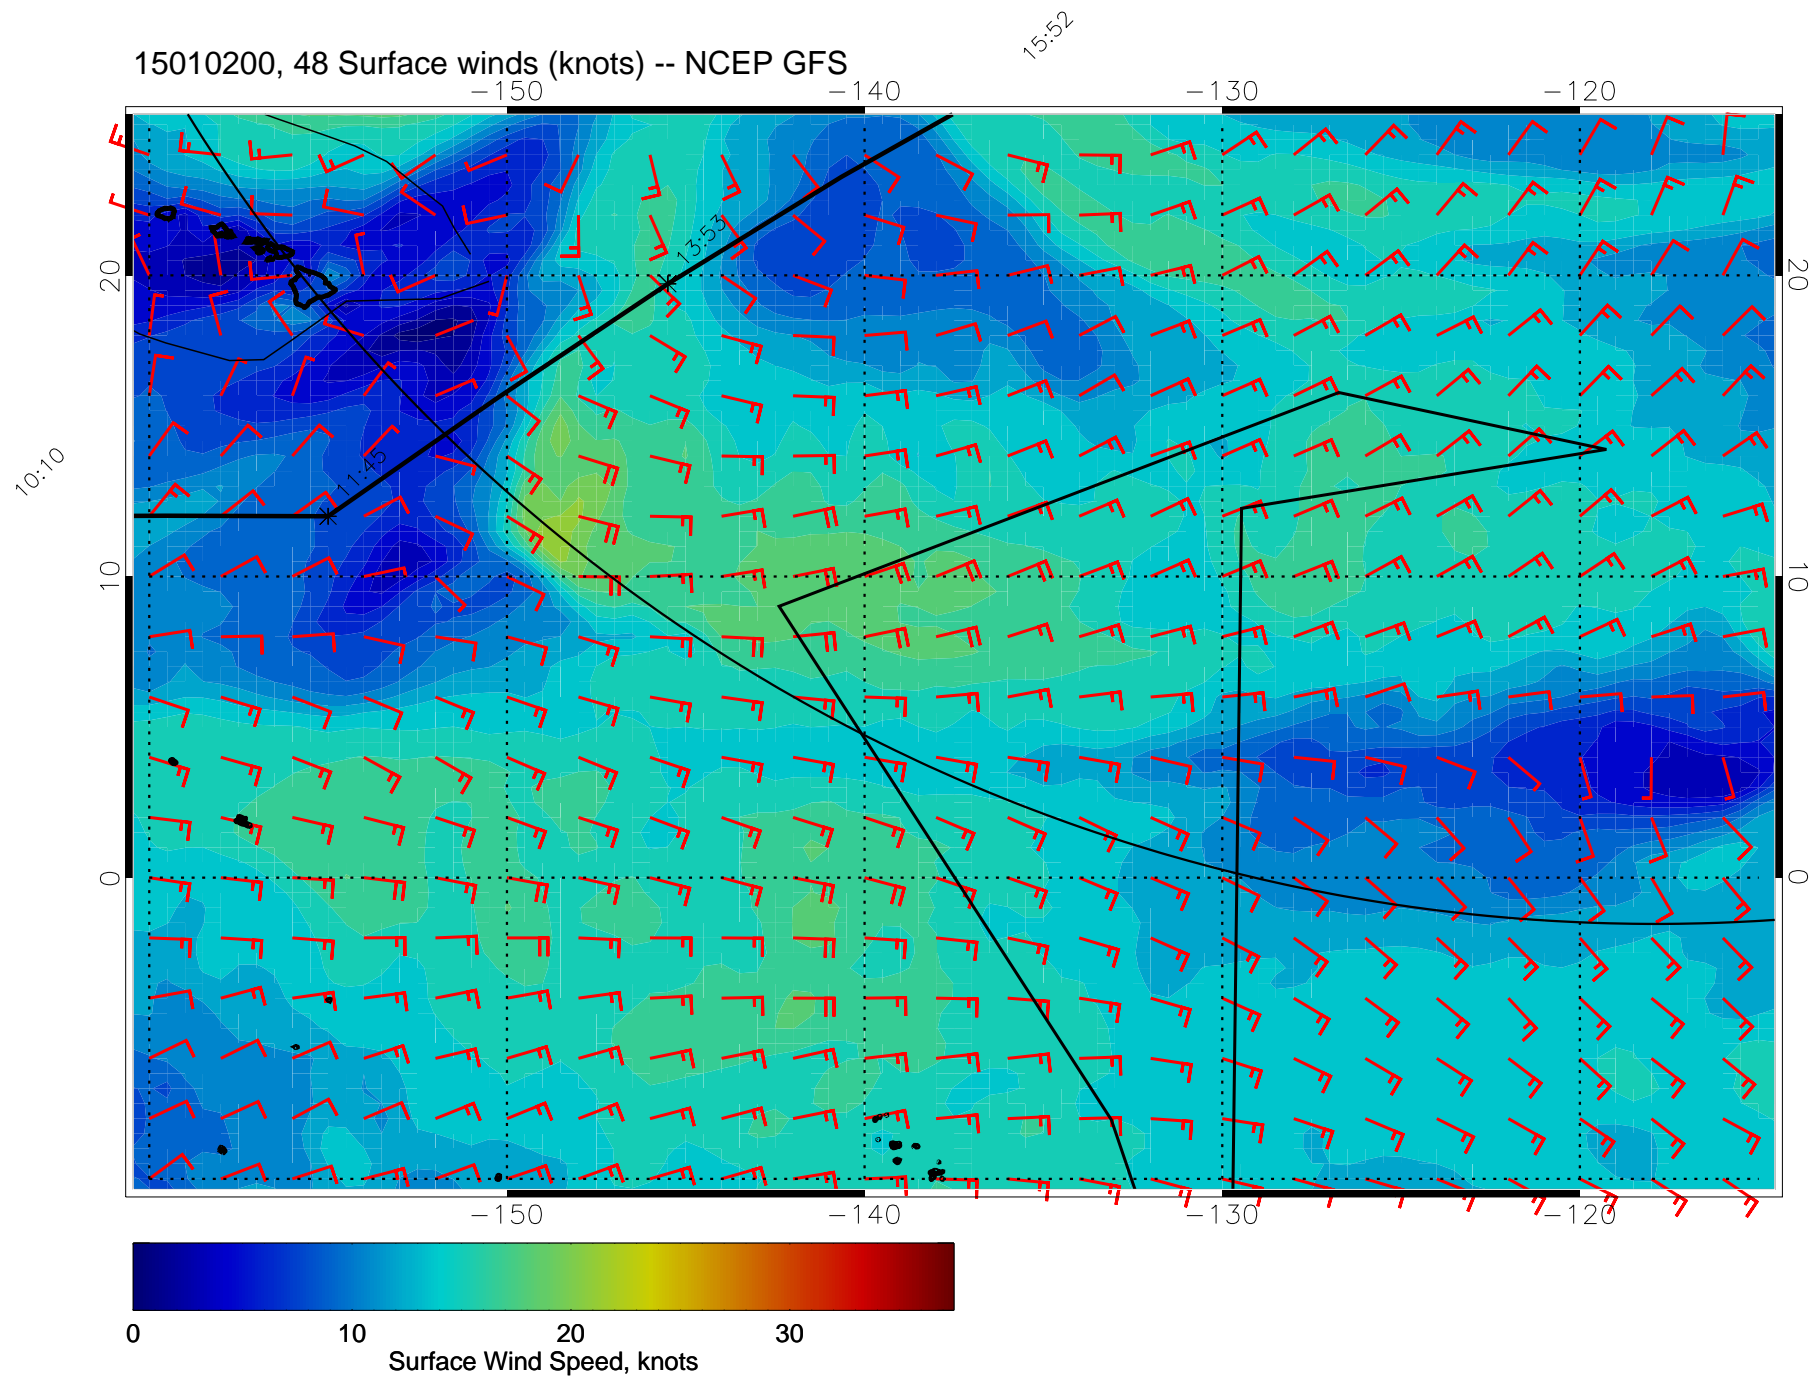 15:52
15010200, 48 Surface winds (knots) -- NCEP GFS
-150 -140 -130 -120
13:53
20 20
11:45
10:10
10 10
0 0
-150 -140 -130 -120
0 10 20 30
Surface Wind Speed, knots